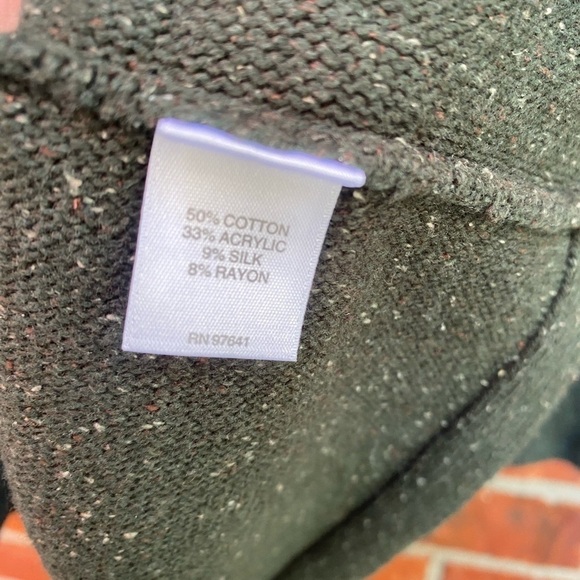 50% COTTON
33% ACRYLIC
9% SILK
8% RAYON
RN 97641